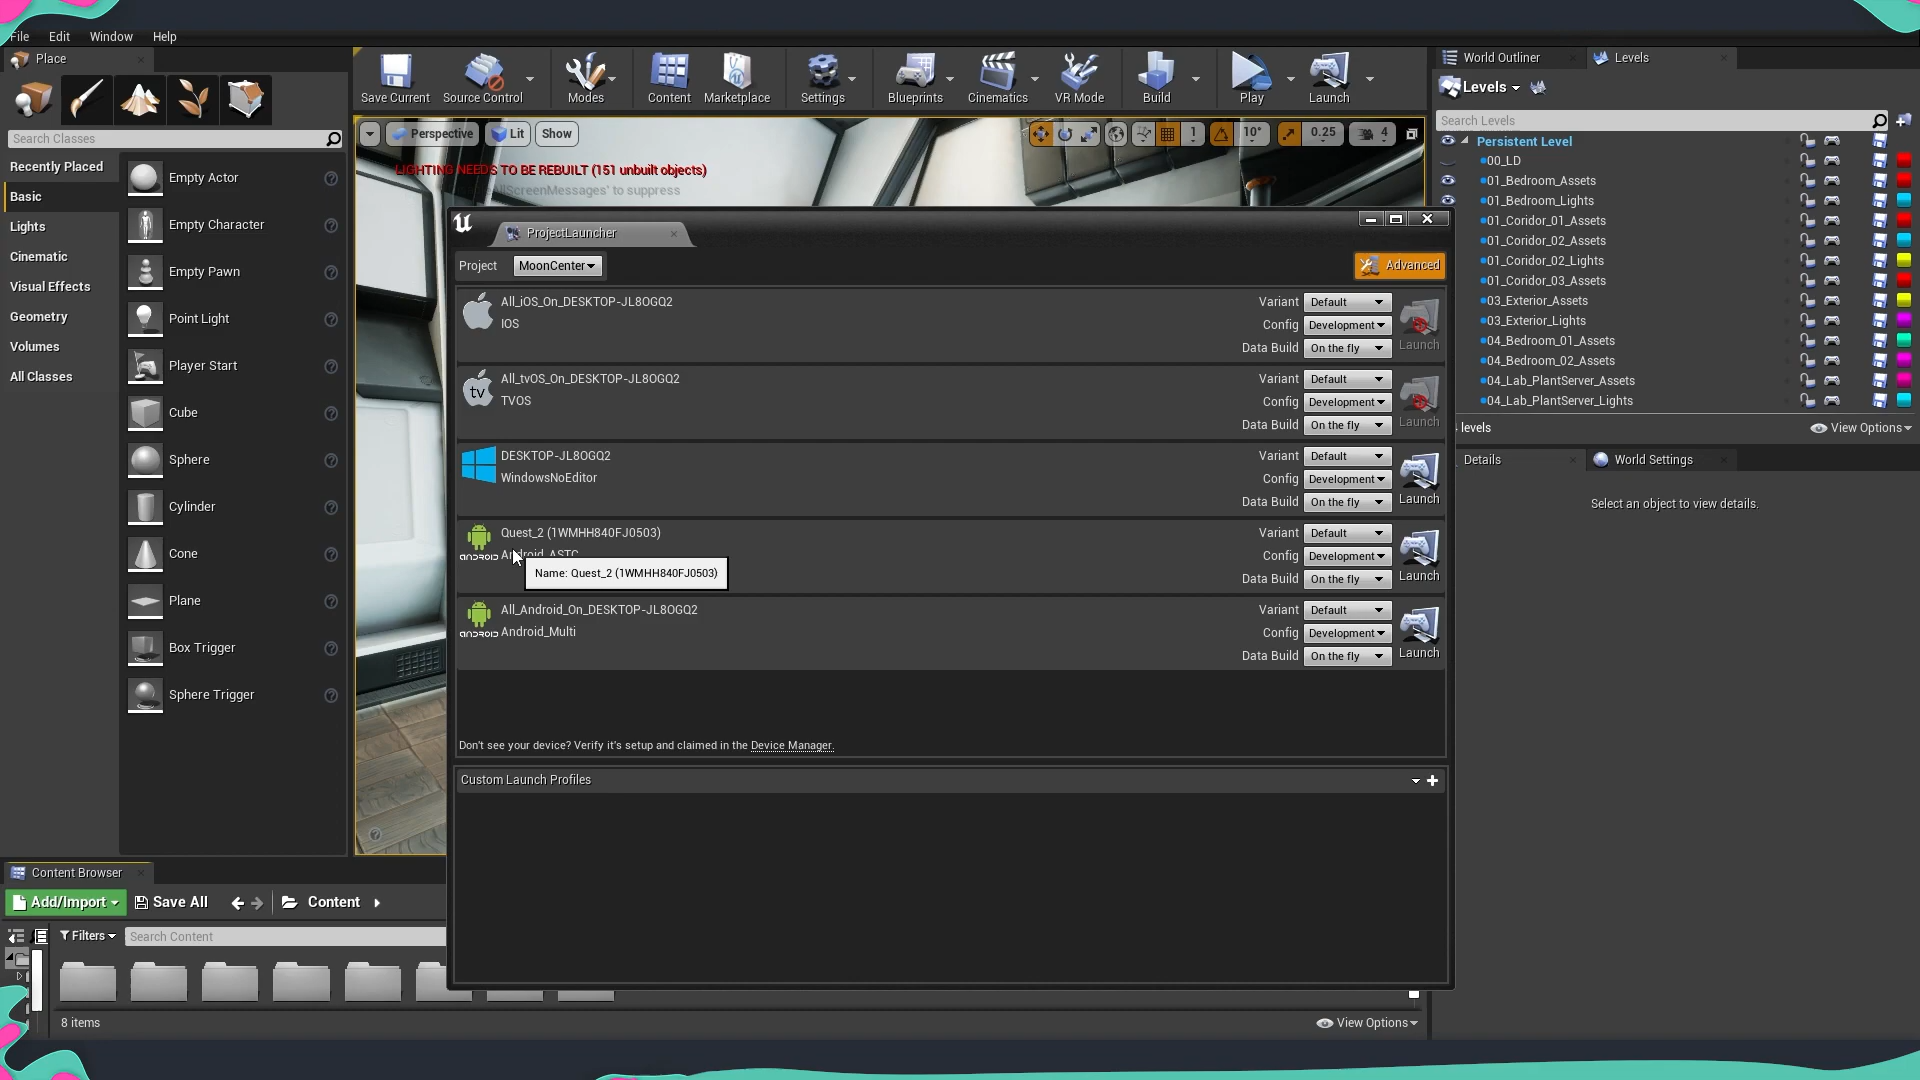 File Edit Window Help
Place
Search Classes
Recently Placed
Basic
Lights
Cinematic
Visual Effects
Geometry
Volumes
All Classes
Empty Actor
Empty Character
Empty Pawn
Point Light
Player Start
Cube
Sphere
Cylinder
Cone
Plane
Box Trigger
Sphere Trigger
Save Current
Source Control
Modes
Content
Marketplace
Settings
Blueprints
Cinematics
VR Mode
Build
Play
Launch
Perspective
Lit
Show
1
10°
0.25
4
LIGHTING NEEDS TO BE REBUILT (151 unbuilt objects)
llScreenMessages' to suppress
ProjectLauncher
Project MoonCenter
Advanced
All_iOS_On_DESKTOP-JL8OGQ2
IOS
Variant Default
Config Development
Data Build On the fly
Launch
tv
All_tvOS_On_DESKTOP-JL8OGQ2
TVOS
Variant Default
Config Development
Data Build On the fly
Launch
DESKTOP-JL8OGQ2
WindowsNoEditor
Variant Default
Config Development
Data Build On the fly
Launch
ANDROID
Quest_2 (1WMHH840FJ0503)
Android_ASTC
Name: Quest_2 (1WMHH840FJ0503)
Variant Default
Config Development
Data Build On the fly
Launch
ANDROID
All_Android_On_DESKTOP-JL8OGQ2
Android_Multi
Variant Default
Config Development
Data Build On the fly
Launch
Don't see your device? Verify it's setup and claimed in the Device Manager.
Custom Launch Profiles
World Outliner
Levels
Levels
Search Levels
Persistent Level
00_LD
01_Bedroom_Assets
01_Bedroom_Lights
01_Coridor_01_Assets
01_Coridor_02_Assets
01_Coridor_02_Lights
01_Coridor_03_Assets
03_Exterior_Assets
03_Exterior_Lights
04_Bedroom_01_Assets
04_Bedroom_02_Assets
04_Lab_PlantServer_Assets
04_Lab_PlantServer_Lights
levels
View Options
Details
World Settings
Select an object to view details.
Content Browser
Add/Import
Save All
Content
Filters
Search Content
8 items
View Options